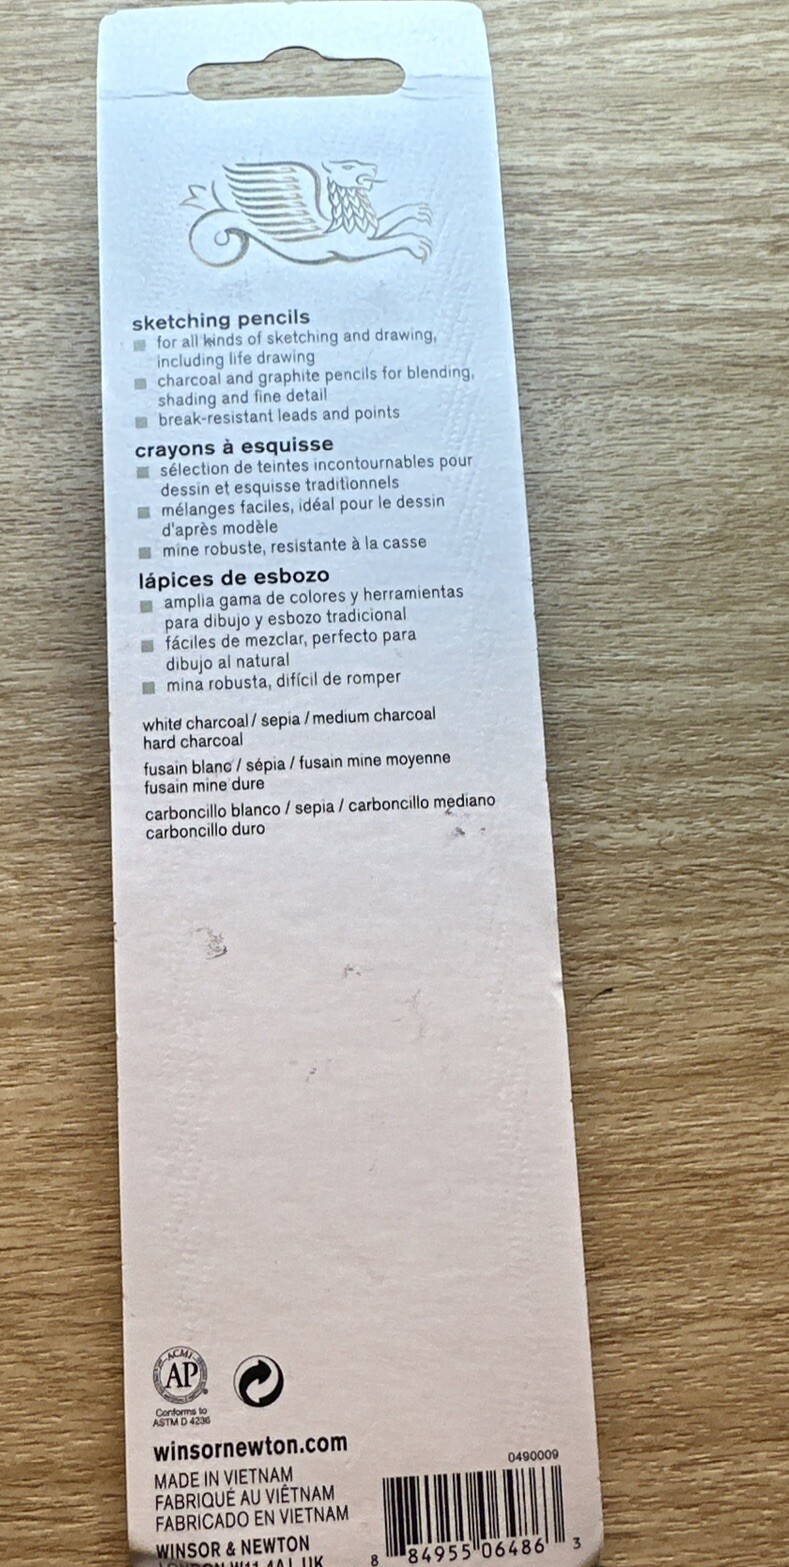 sketching pencils
for all kinds of sketching and drawing,
including life drawing
charcoal and graphite pencils for blending,
shading and fine detail
break-resistant leads and points
crayons à esquisse
sélection de teintes incontournables pour
dessin et esquisse traditionnels
mélanges faciles, idéal pour le dessin
d'après modèle
mine robuste, resistante à la casse
lápices de esbozo
amplia gama de colores y herramientas
para dibujo y esbozo tradicional
fáciles de mezclar, perfecto para
dibujo al natural
mina robusta, difícil de romper
white charcoal / sepia / medium charcoal
hard charcoal
fusain blanc / sépia / fusain mine moyenne
fusain mine dure
carboncillo blanco / sepia / carboncillo mediano
carboncillo duro
ACMI
AP
Conforms to
ASTM D 4236
winsornewton.com
MADE IN VIETNAM
FABRIQUÉ AU VIÊTNAM
FABRICADO EN VIETNAM
WINSOR & NEWTON
LONDON W11 4AJ, UK
0490009
8 84955 06486 3